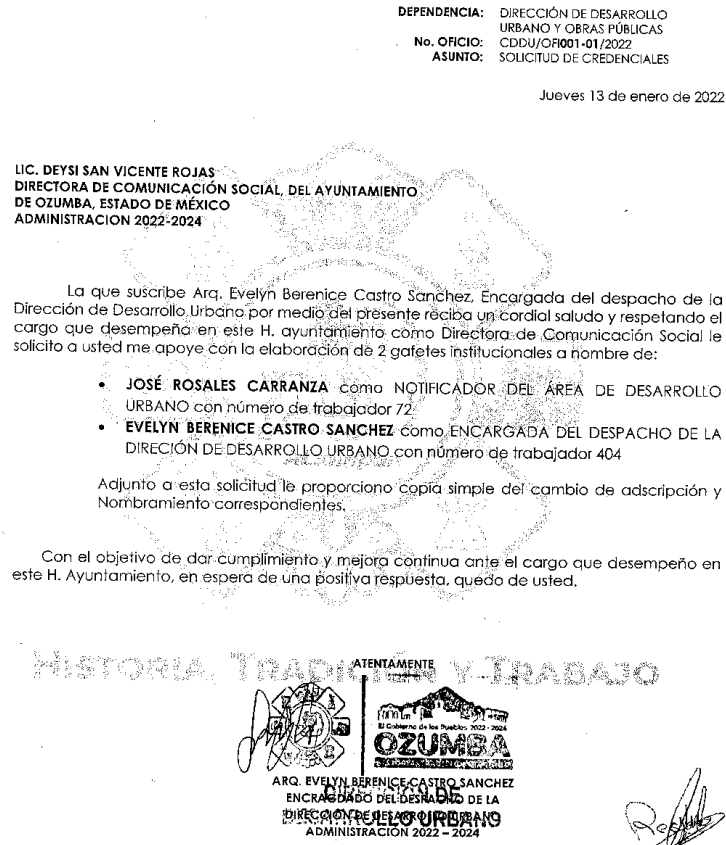 DEPENDENCIA: DIRECCIÓN DE DESARROLLO
URBANO Y OBRAS PÚBLICAS
No. OFICIO: CDDU/OFI001-01/2022
ASUNTO: SOLICITUD DE CREDENCIALES
Jueves 13 de enero de 2022
LIC. DEYSI SAN VICENTE ROJAS
DIRECTORA DE COMUNICACIÓN SOCIAL, DEL AYUNTAMIENTO
DE OZUMBA, ESTADO DE MÉXICO
ADMINISTRACION 2022-2024
La que suscribe Arq. Evelyn Berenice Castro Sanchez, Encargada del despacho de la
Dirección de Desarrollo Urbano por medio del presente reciba un cordial saludo y respetando el
cargo que desempeña en este H. ayuntamiento como Directora de Comunicación Social le
solicito a usted me apoye con la elaboración de 2 gafetes institucionales a nombre de:
• JOSÉ ROSALES CARRANZA como NOTIFICADOR DEL AREA DE DESARROLLO
URBANO con número de trabajador 72
• EVELYN BERENICE CASTRO SANCHEZ como ENCARGADA DEL DESPACHO DE LA
DIRECIÓN DE DESARROLLO URBANO con número de trabajador 404
Adjunto a esta solicitud le proporciono copia simple del cambio de adscripción y
Nombramiento correspondientes.
Con el objetivo de dar cumplimiento y mejora continua ante el cargo que desempeño en
este H. Ayuntamiento, en espera de una positiva respuesta, quedo de usted.
HISTORIA, TRADICIÓN Y TRABAJO
ATENTAMENTE
El Gobierno de los Pueblos 2022-2024
OZUMBA
ARQ. EVELYN BERENICE CASTRO SANCHEZ
ENCRAGDADO DEL DESPACHO DE LA
DIRECCIÓN DE DESARROLLO URBANO
DIRECCION DE
DESARROLLO URBANO
ADMINISTRACIÓN 2022 – 2024